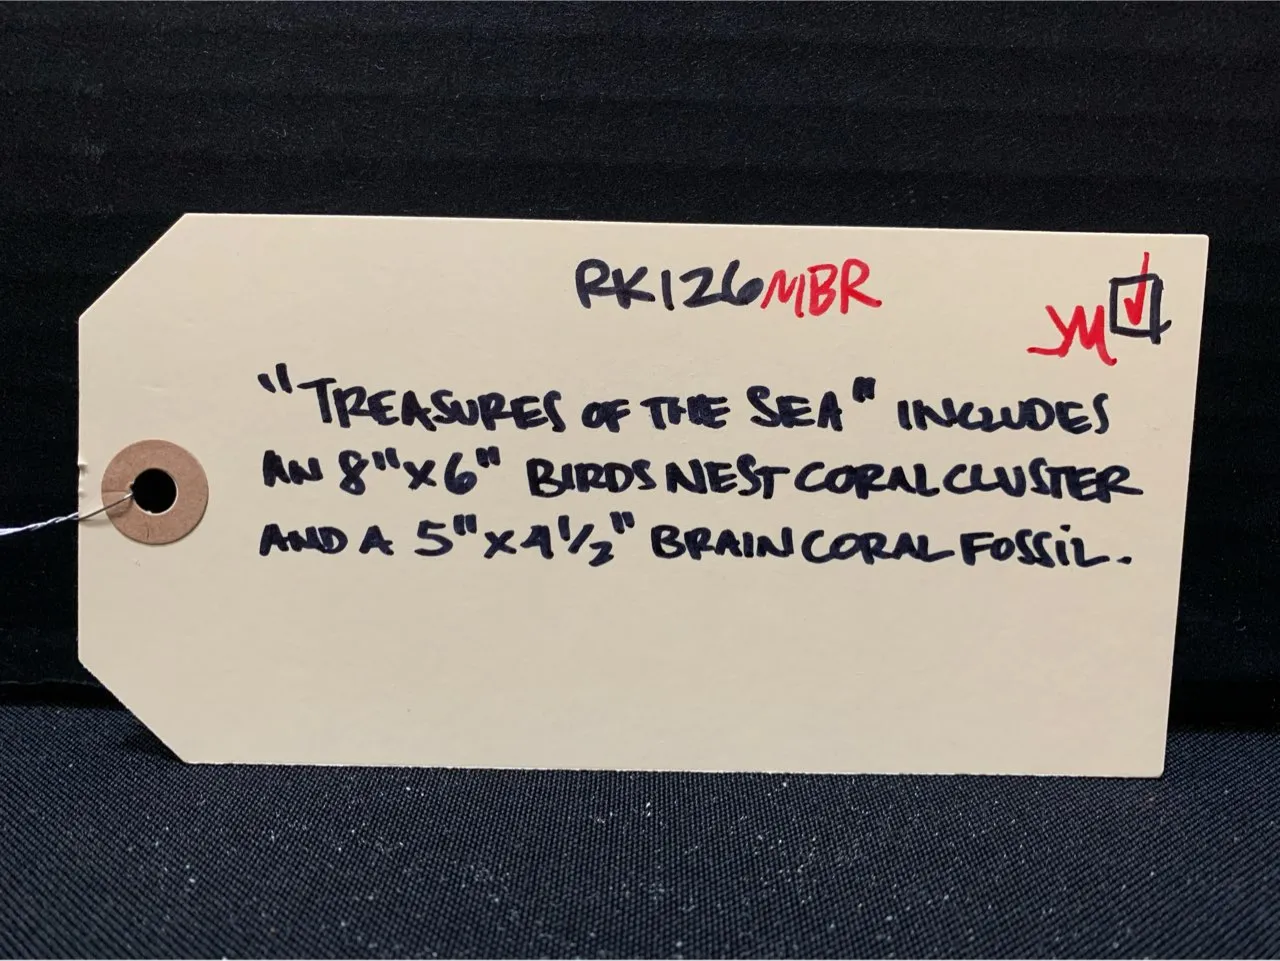 RK126MBR
YM ✓
"TREASURES OF THE SEA" INCLUDES
AN 8"X6" BIRDS NEST CORAL CLUSTER
AND A 5"X4½" BRAIN CORAL FOSSIL.